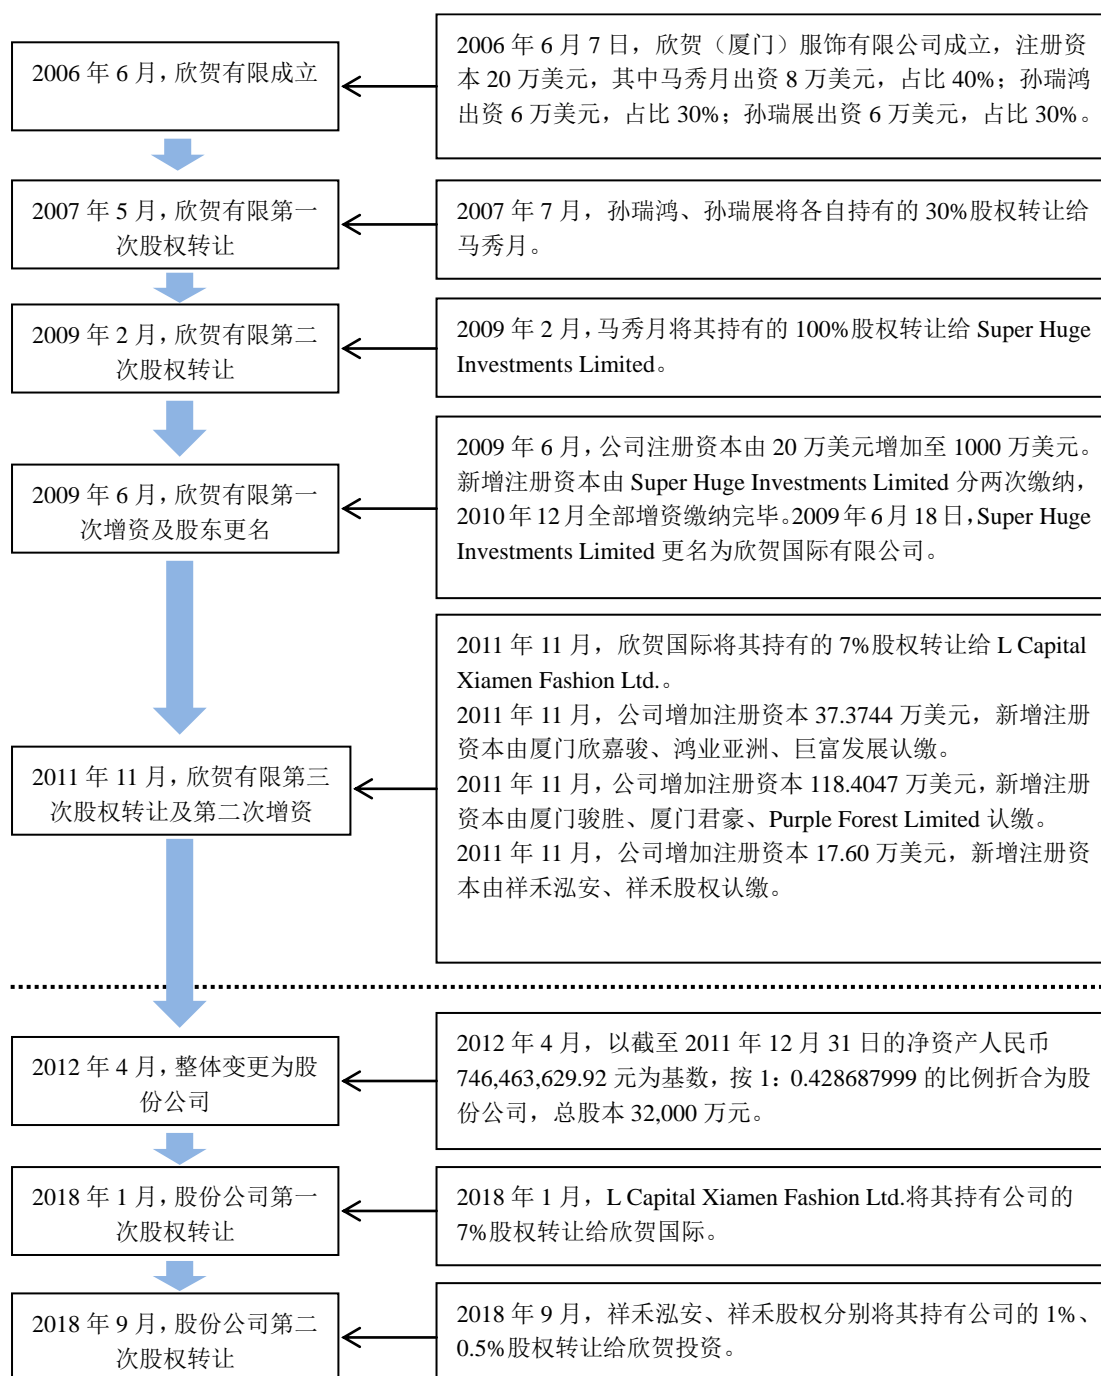 2006 年 6 月，欣贺有限成立
2006 年 6 月 7 日，欣贺（厦门）服饰有限公司成立，注册资
本 20 万美元，其中马秀月出资 8 万美元，占比 40%；孙瑞鸿
出资 6 万美元，占比 30%；孙瑞展出资 6 万美元，占比 30%。
2007 年 5 月，欣贺有限第一
次股权转让
2007 年 7 月，孙瑞鸿、孙瑞展将各自持有的 30%股权转让给
马秀月。
2009 年 2 月，欣贺有限第二
次股权转让
2009 年 2 月，马秀月将其持有的 100%股权转让给 Super Huge
Investments Limited。
2009 年 6 月，欣贺有限第一
次增资及股东更名
2009 年 6 月，公司注册资本由 20 万美元增加至 1000 万美元。
新增注册资本由 Super Huge Investments Limited 分两次缴纳，
2010 年 12 月全部增资缴纳完毕。2009 年 6 月 18 日，Super Huge
Investments Limited 更名为欣贺国际有限公司。
2011 年 11 月，欣贺有限第三
次股权转让及第二次增资
2011 年 11 月，欣贺国际将其持有的 7%股权转让给 L Capital
Xiamen Fashion Ltd.。
2011 年 11 月，公司增加注册资本 37.3744 万美元，新增注册
资本由厦门欣嘉骏、鸿业亚洲、巨富发展认缴。
2011 年 11 月，公司增加注册资本 118.4047 万美元，新增注册
资本由厦门骏胜、厦门君豪、Purple Forest Limited 认缴。
2011 年 11 月，公司增加注册资本 17.60 万美元，新增注册资
本由祥禾泓安、祥禾股权认缴。
2012 年 4 月，整体变更为股
份公司
2012 年 4 月，以截至 2011 年 12 月 31 日的净资产人民币
746,463,629.92 元为基数，按 1：0.428687999 的比例折合为股
份公司，总股本 32,000 万元。
2018 年 1 月，股份公司第一
次股权转让
2018 年 1 月，L Capital Xiamen Fashion Ltd.将其持有公司的
7%股权转让给欣贺国际。
2018 年 9 月，股份公司第二
次股权转让
2018 年 9 月，祥禾泓安、祥禾股权分别将其持有公司的 1%、
0.5%股权转让给欣贺投资。